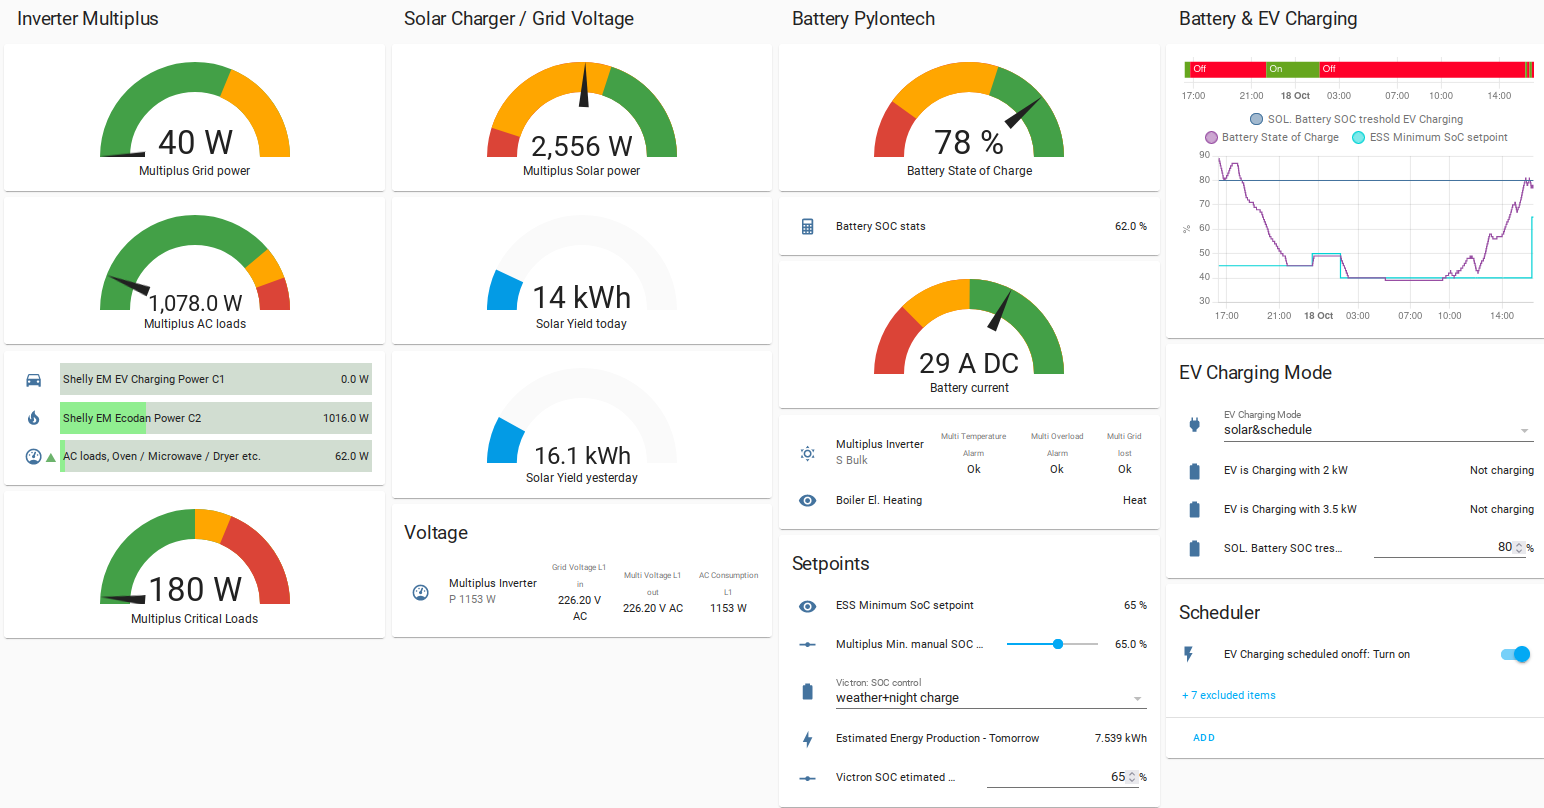 Inverter Multiplus
40 W
Multiplus Grid power
1,078.0 W
Multiplus AC loads
Shelly EM EV Charging Power C1 0.0 W
Shelly EM Ecodan Power C2 1016.0 W
AC loads, Oven / Microwave / Dryer etc. 62.0 W
180 W
Multiplus Critical Loads
Solar Charger / Grid Voltage
2,556 W
Multiplus Solar power
14 kWh
Solar Yield today
16.1 kWh
Solar Yield yesterday
Voltage
Multiplus Inverter
P 1153 W
Grid Voltage L1
in
226.20 V
AC
Multi Voltage L1
out
226.20 V AC
AC Consumption
L1
1153 W
Battery Pylontech
78 %
Battery State of Charge
Battery SOC stats 62.0 %
29 A DC
Battery current
Multiplus Inverter
S Bulk
Multi Temperature
Alarm
Ok
Multi Overload
Alarm
Ok
Multi Grid
lost
Ok
Boiler El. Heating Heat
Setpoints
ESS Minimum SoC setpoint 65 %
Multiplus Min. manual SOC ... 65.0 %
Victron: SOC control
weather+night charge
Estimated Energy Production - Tomorrow 7.539 kWh
Victron SOC etimated ... 65 %
Battery & EV Charging
Off On Off
17:00 21:00 18 Oct 03:00 07:00 10:00 14:00
SOL. Battery SOC treshold EV Charging
Battery State of Charge ESS Minimum SoC setpoint
90
80
70
60
50
40
30
%
17:00 21:00 18 Oct 03:00 07:00 10:00 14:00
EV Charging Mode
EV Charging Mode
solar&schedule
EV is Charging with 2 kW Not charging
EV is Charging with 3.5 kW Not charging
SOL. Battery SOC tres... 80 %
Scheduler
EV Charging scheduled onoff: Turn on
+ 7 excluded items
ADD